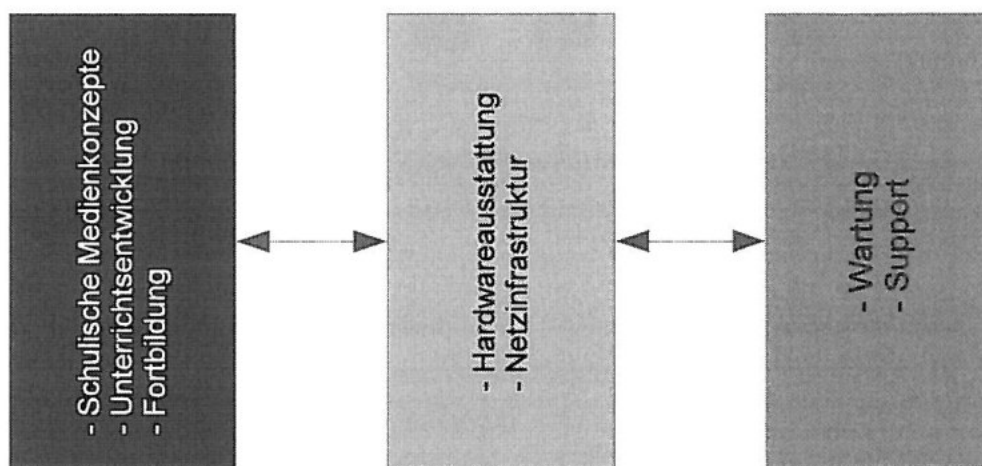 - Schulische Medienkonzepte
- Unterrichtsentwicklung
- Fortbildung
- Hardwareausstattung
- Netzinfrastruktur
- Wartung
- Support